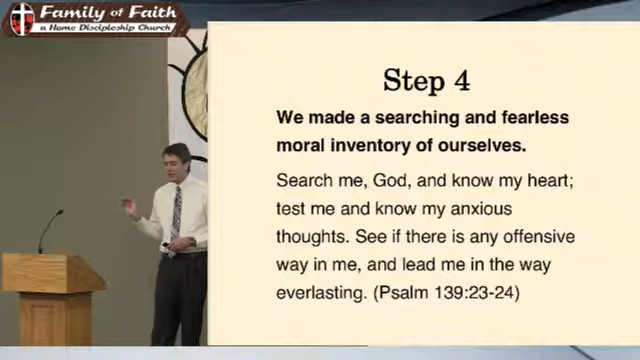 Family of Faith
a Home Discipleship Church
Step 4
We made a searching and fearless
moral inventory of ourselves.
Search me, God, and know my heart;
test me and know my anxious
thoughts. See if there is any offensive
way in me, and lead me in the way
everlasting. (Psalm 139:23-24)